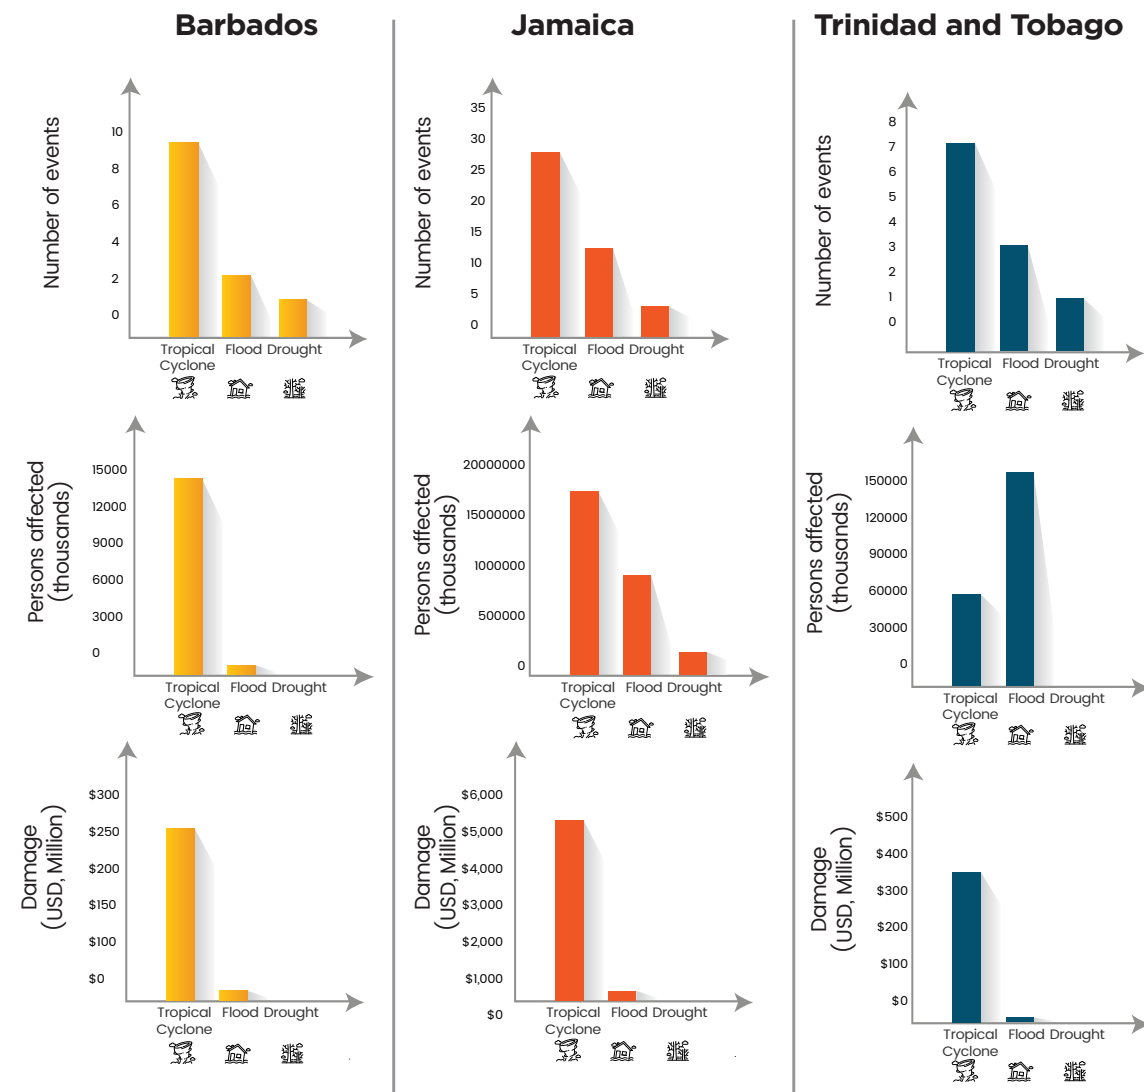 Barbados
Number of events
10
8
6
4
2
0
Tropical Cyclone
Flood
Drought
Persons affected
(thousands)
15000
12000
9000
6000
3000
0
Tropical Cyclone
Flood
Drought
Damage
(USD, Million)
$300
$250
$200
$150
$100
$0
Tropical Cyclone
Flood
Drought
Jamaica
Number of events
35
30
25
20
15
10
5
0
Tropical Cyclone
Flood
Drought
Persons affected
(thousands)
20000000
15000000
1000000
500000
0
Tropical Cyclone
Flood
Drought
Damage
(USD, Million)
$6,000
$5,000
$4,000
$3,000
$2,000
$1,000
$0
Tropical Cyclone
Flood
Drought
Trinidad and Tobago
Number of events
8
7
6
5
4
3
2
1
0
Tropical Cyclone
Flood
Drought
Persons affected
(thousands)
150000
120000
90000
60000
30000
0
Tropical Cyclone
Flood
Drought
Damage
(USD, Million)
$500
$400
$300
$200
$100
$0
Tropical Cyclone
Flood
Drought